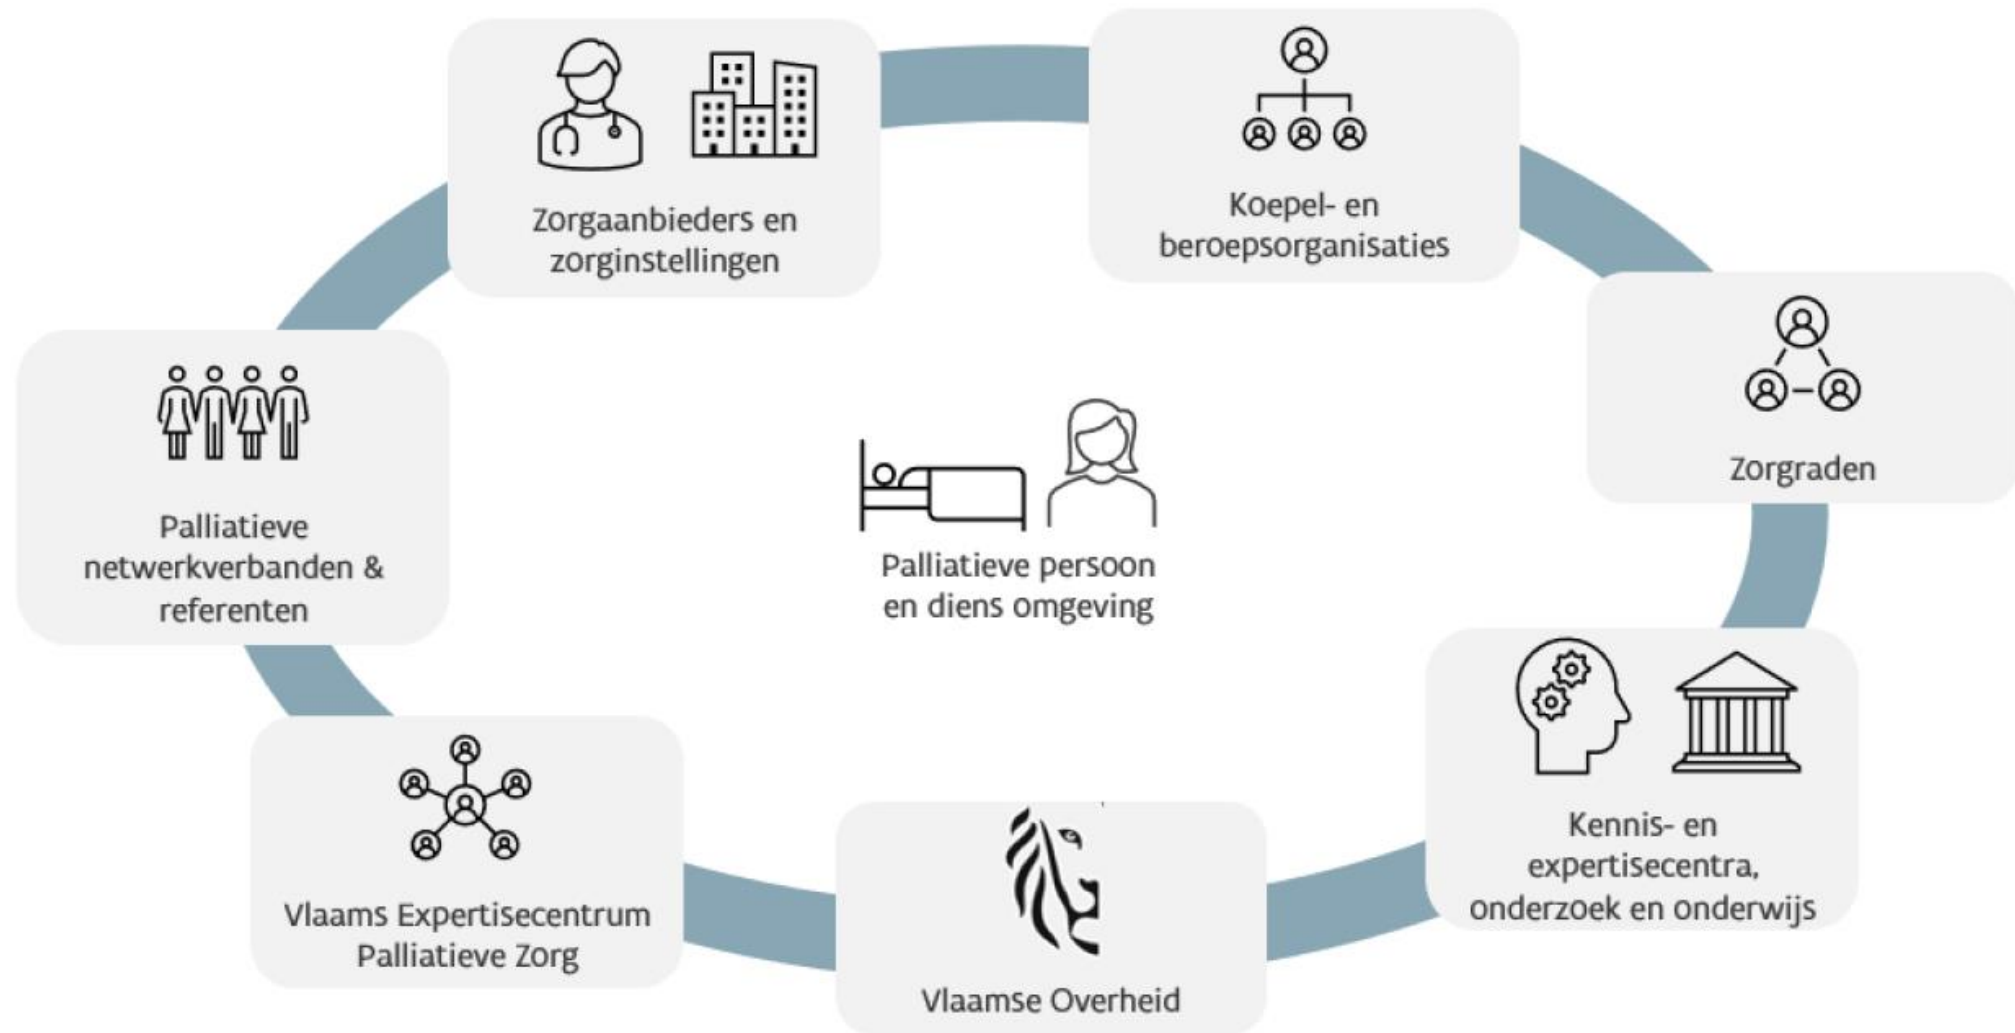 Zorgaanbieders en
zorginstellingen
Koepel- en
beroepsorganisaties
Zorgraden
Palliatieve
netwerkverbanden &
referenten
Palliatieve persoon
en diens omgeving
Kennis- en
expertisecentra,
onderzoek en onderwijs
Vlaams Expertisecentrum
Palliatieve Zorg
Vlaamse Overheid